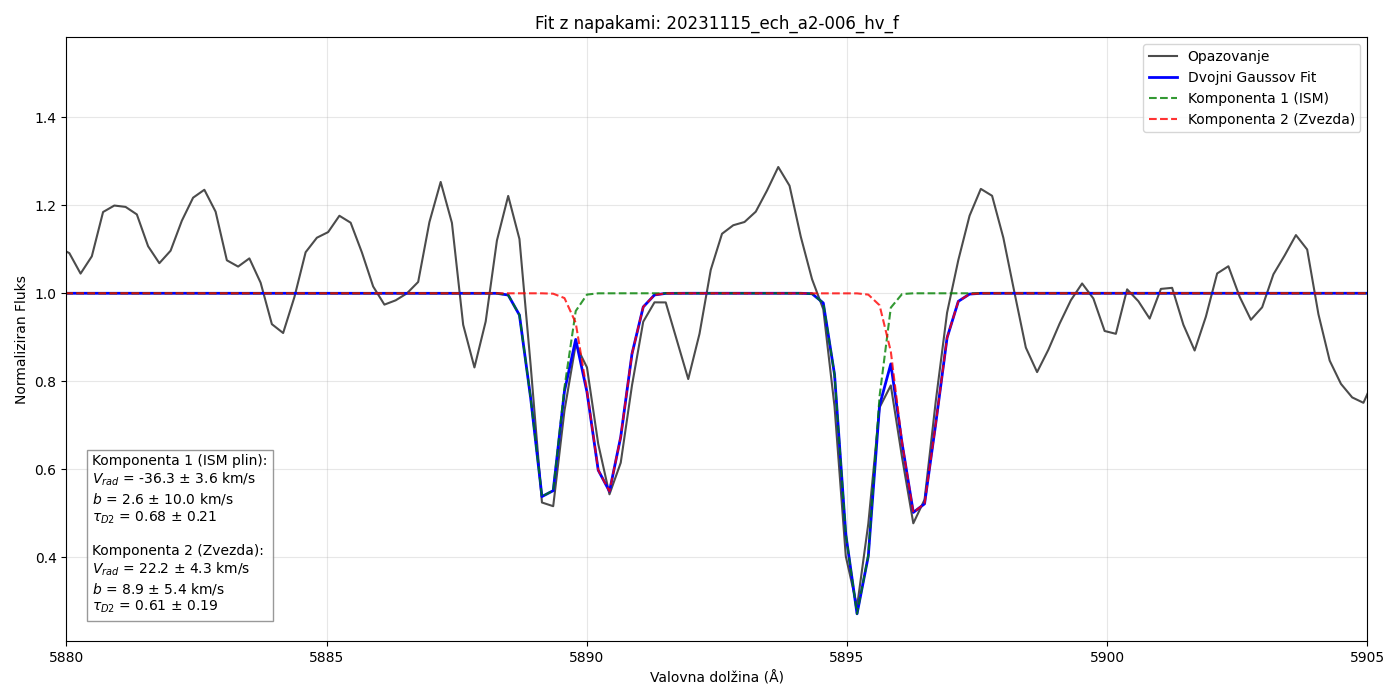 Fit z napakami: 20231115_ech_a2-006_hv_f
Normaliziran Fluks
1.4
1.2
1.0
0.8
0.6
0.4
Opazovanje
Dvojni Gaussov Fit
Komponenta 1 (ISM)
Komponenta 2 (Zvezda)
Komponenta 1 (ISM plin):
V_rad = -36.3 ± 3.6 km/s
b = 2.6 ± 10.0 km/s
τ_D2 = 0.68 ± 0.21
Komponenta 2 (Zvezda):
V_rad = 22.2 ± 4.3 km/s
b = 8.9 ± 5.4 km/s
τ_D2 = 0.61 ± 0.19
5880 5885 5890 5895 5900 5905
Valovna dolžina (Å)